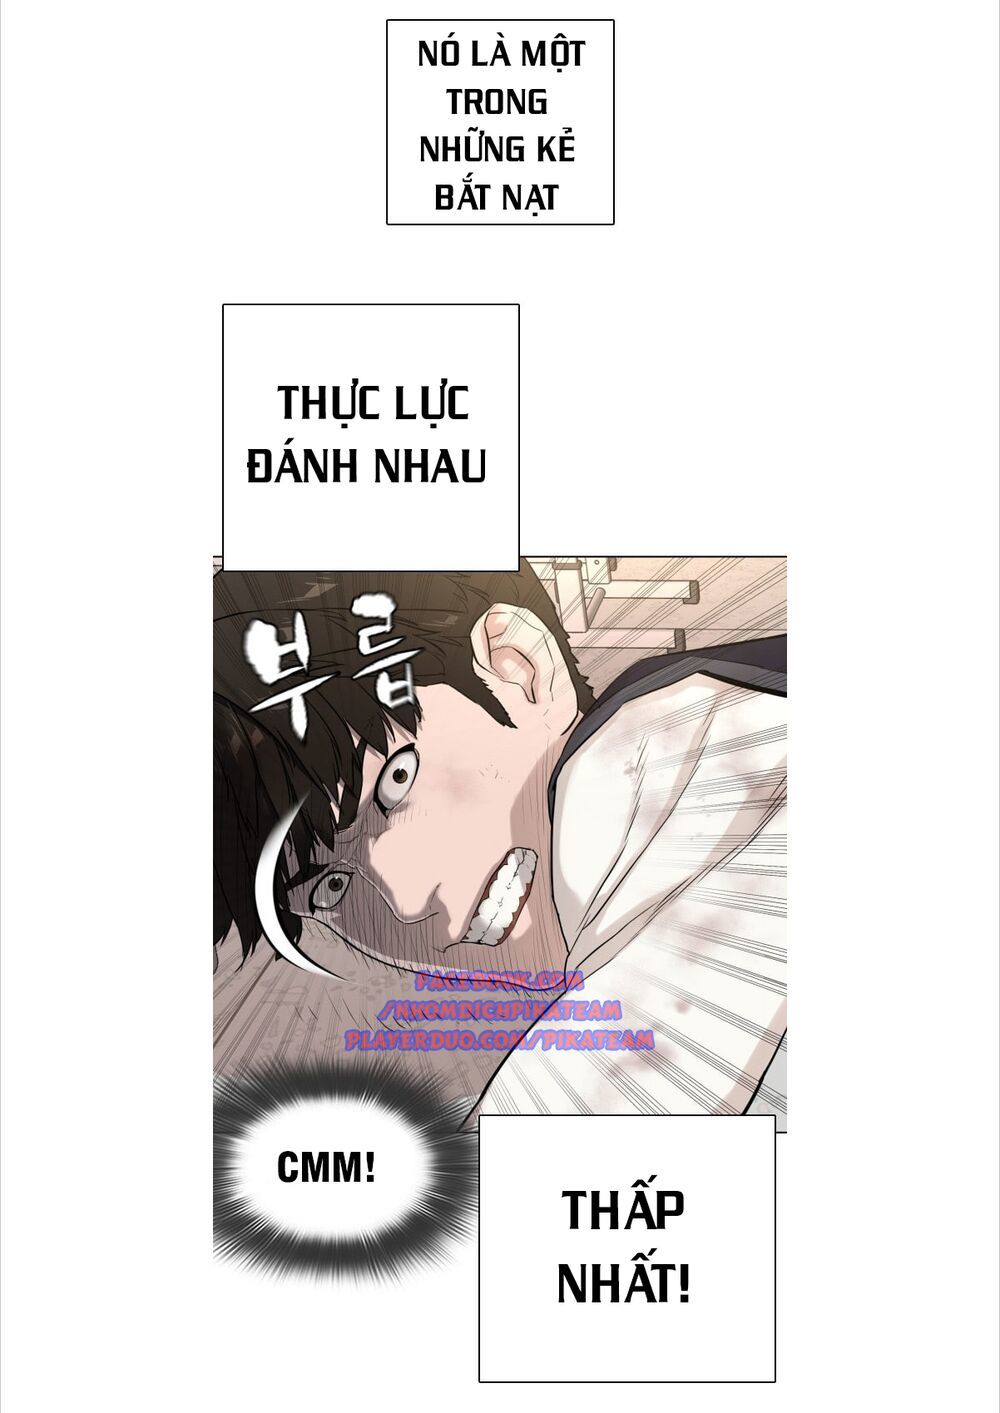 NÓ LÀ MỘT
TRONG
NHỮNG KẺ
BẮT NẠT
THỰC LỰC
ĐÁNH NHAU
부릅
FACEBOOK.COM
/NHOMDICHPIKATEAM
PLAYERDUO.COM/PIKATEAM
CMM!
THẤP
NHẤT!